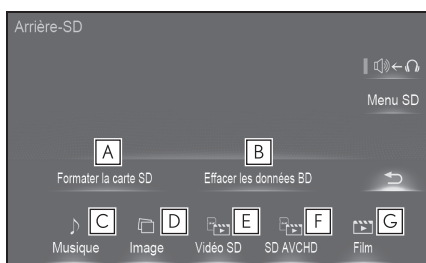 Arrière-SD
Menu SD
A B
Formater la carte SD Effacer les données BD
C D E F G
Musique Image Vidéo SD SD AVCHD Film